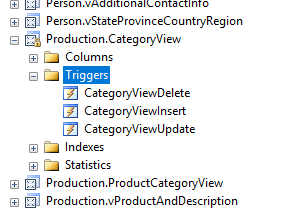 Person.vAdditionalContactInfo
Person.vStateProvinceCountryRegion
Production.CategoryView
Columns
Triggers
CategoryViewDelete
CategoryViewInsert
CategoryViewUpdate
Indexes
Statistics
Production.ProductCategoryView
Production.vProductAndDescription